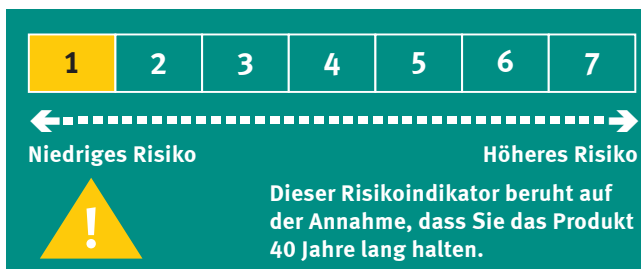 1 2 3 4 5 6 7
Niedriges Risiko Höheres Risiko
!
Dieser Risikoindikator beruht auf
der Annahme, dass Sie das Produkt
40 Jahre lang halten.